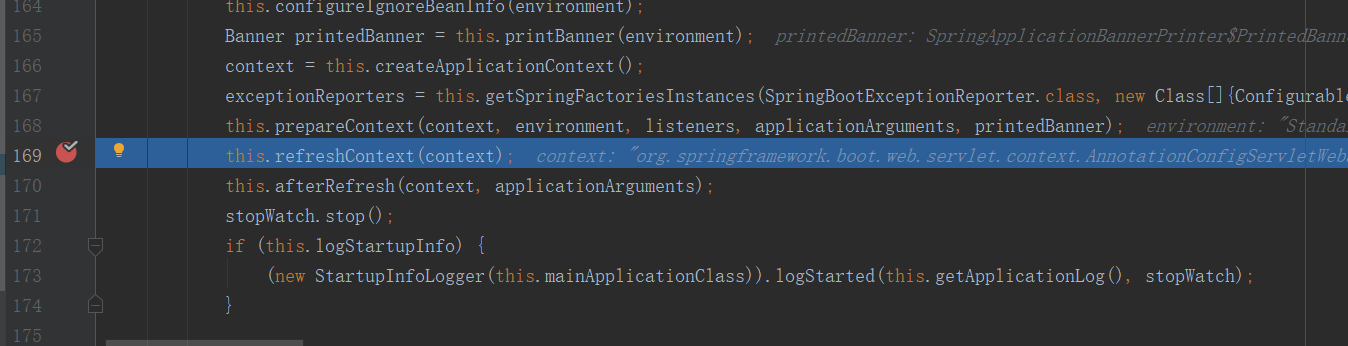 164 this.configureIgnoreBeanInfo(environment);
165 Banner printedBanner = this.printBanner(environment); printedBanner: SpringApplicationBannerPrinter$PrintedBann
166 context = this.createApplicationContext();
167 exceptionReporters = this.getSpringFactoriesInstances(SpringBootExceptionReporter.class, new Class[]{Configurabl
168 this.prepareContext(context, environment, listeners, applicationArguments, printedBanner); environment: "Standa
169 this.refreshContext(context); context: "org.springframework.boot.web.servlet.context.AnnotationConfigServletWeb
170 this.afterRefresh(context, applicationArguments);
171 stopWatch.stop();
172 if (this.logStartupInfo) {
173 (new StartupInfoLogger(this.mainApplicationClass)).logStarted(this.getApplicationLog(), stopWatch);
174 }
175